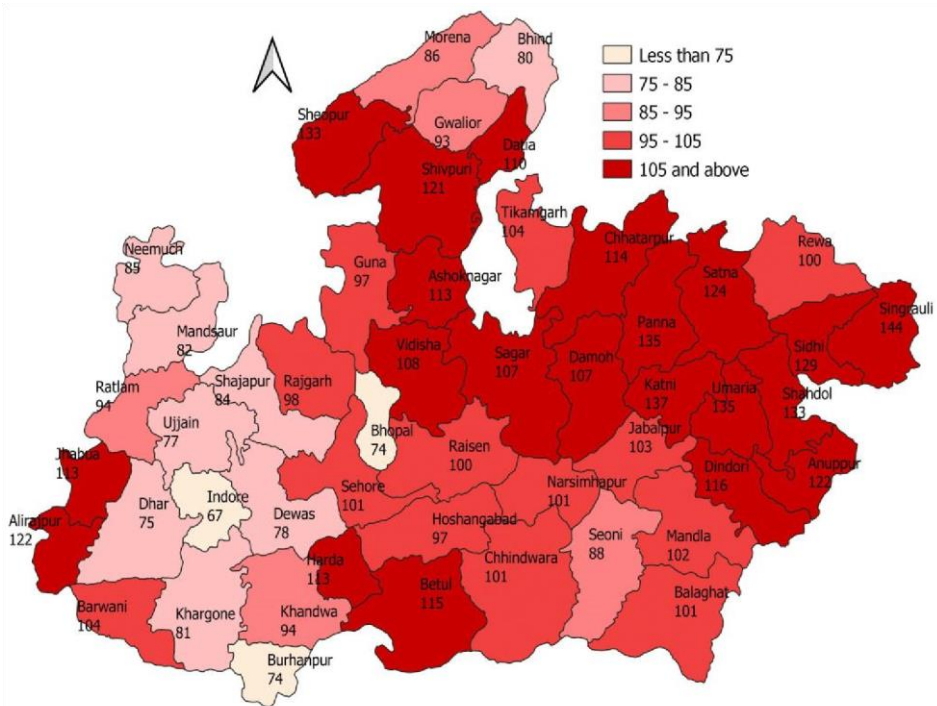 Morena
86
Bhind
80
Less than 75
75 - 85
85 - 95
95 - 105
105 and above
Sheopur
133
Gwalior
93
Datia
110
Shivpuri
121
G
Tikamgarh
104
Chhatarpur
114
Rewa
100
Neemuch
85
Guna
97
Ashoknagar
113
Satna
124
Singrauli
144
Mandsaur
82
Vidisha
108
Sagar
107
Damoh
107
Panna
135
Sidhi
129
Ratlam
94
Shajapur
84
Rajgarh
98
Katni
137
Umaria
135
Shahdol
133
Ujjain
77
Bhopal
74
Raisen
100
Jabalpur
103
Jhabua
113
Dindori
116
Anuppur
122
Dhar
75
Indore
67
Dewas
78
Sehore
101
Narsimhapur
101
Alirajpur
122
Hoshangabad
97
Seoni
88
Mandla
102
Harda
113
Chhindwara
101
Betul
115
Balaghat
101
Barwani
104
Khargone
81
Khandwa
94
Burhanpur
74